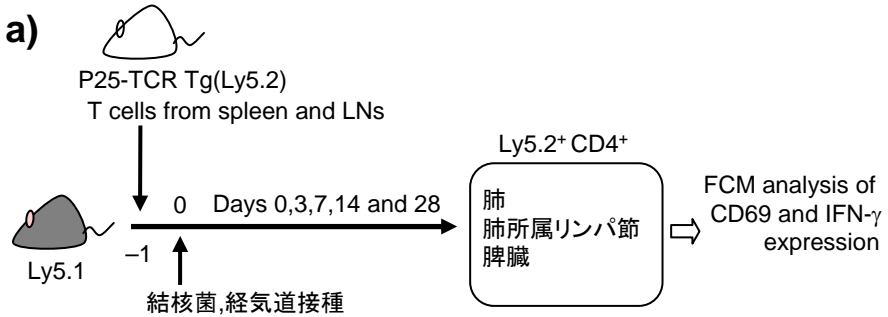 a)
P25-TCR Tg(Ly5.2)
T cells from spleen and LNs
Ly5.1
–1
0
Days 0,3,7,14 and 28
結核菌,経気道接種
Ly5.2⁺ CD4⁺
肺
肺所属リンパ節
脾臓
FCM analysis of
CD69 and IFN-γ
expression